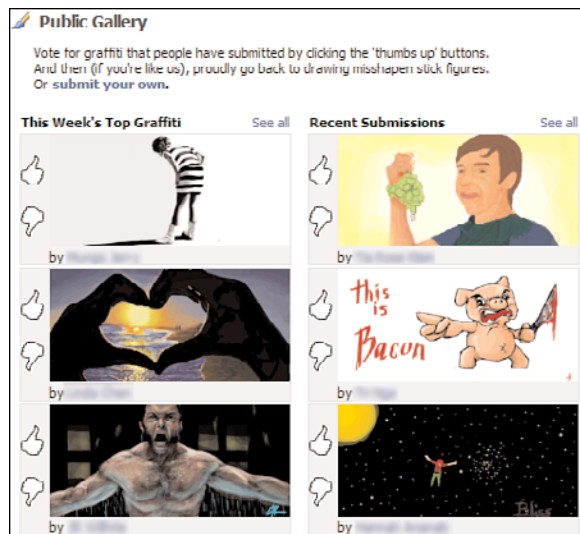 Public Gallery
Vote for graffiti that people have submitted by clicking the 'thumbs up' buttons.
And then (if you're like us), proudly go back to drawing misshapen stick figures.
Or submit your own.
This Week's Top Graffiti See all
by
by
by
Recent Submissions See all
by
This
is
Bacon
by
Bliss
by